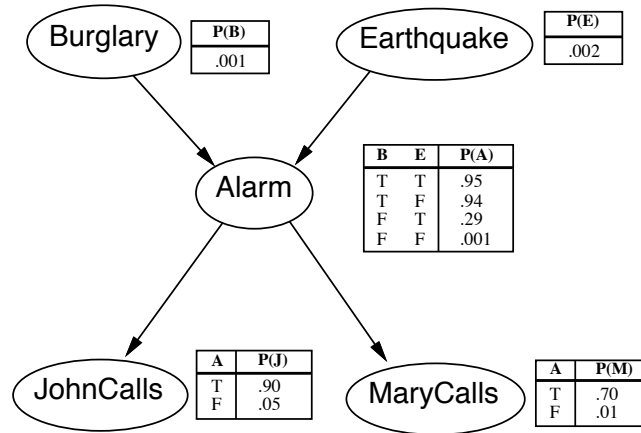 Burglary
P(B)
.001
Earthquake
P(E)
.002
Alarm
B E P(A)
T T .95
T F .94
F T .29
F F .001
JohnCalls
A P(J)
T .90
F .05
MaryCalls
A P(M)
T .70
F .01